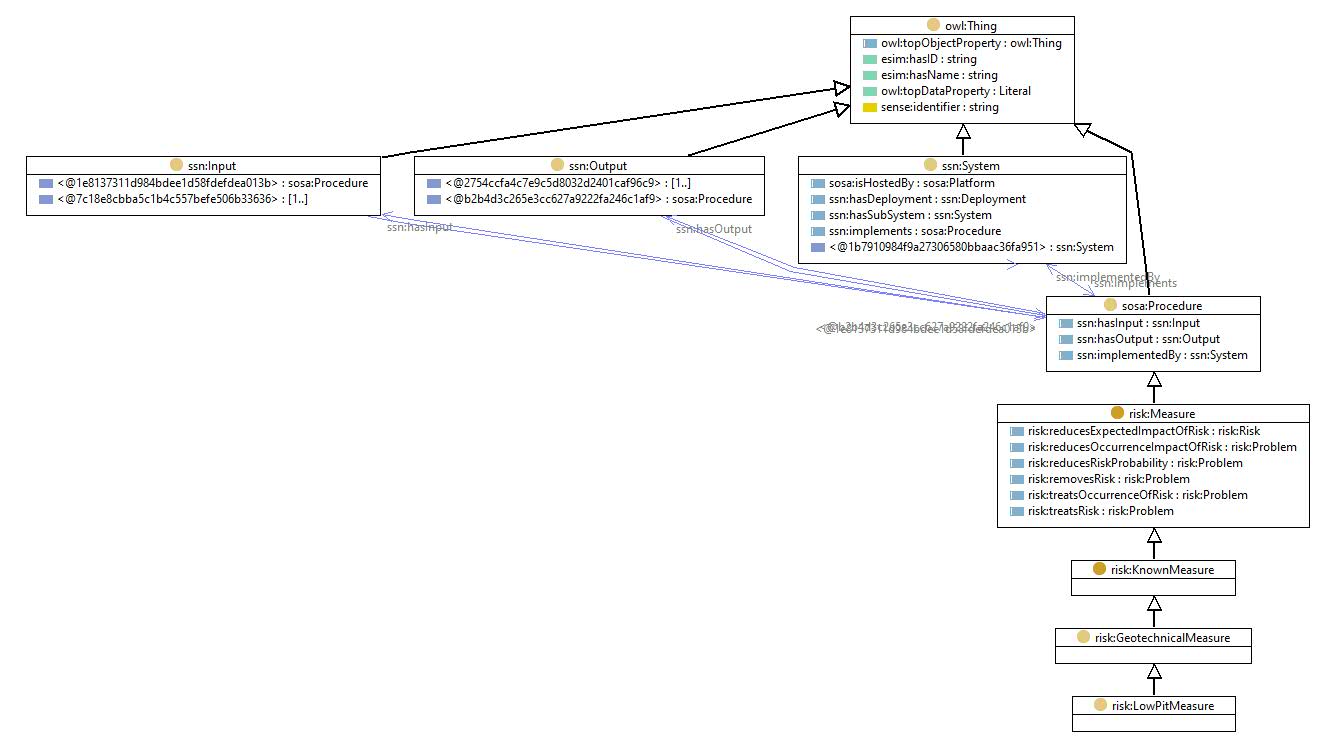 owl:Thing
owl:topObjectProperty : owl:Thing
esim:hasID : string
esim:hasName : string
owl:topDataProperty : Literal
sense:identifier : string
ssn:Input
<@1e8137311d984bdee1d58fdefdea013b> : sosa:Procedure
<@7c18e8cbba5c1b4c557befe506b33636> : [1..]
ssn:Output
<@2754ccfa4c7e9c5d8032d2401caf96c9> : [1..]
<@b2b4d3c265e3cc627a9222fa246c1af9> : sosa:Procedure
ssn:System
sosa:isHostedBy : sosa:Platform
ssn:hasDeployment : ssn:Deployment
ssn:hasSubSystem : ssn:System
ssn:implements : sosa:Procedure
<@1b7910984f9a27306580bbaac36fa951> : ssn:System
ssn:hasInput
ssn:hasOutput
ssn:implementedBy
ssn:implements
sosa:Procedure
ssn:hasInput : ssn:Input
ssn:hasOutput : ssn:Output
ssn:implementedBy : ssn:System
risk:Measure
risk:reducesExpectedImpactOfRisk : risk:Risk
risk:reducesOccurrenceImpactOfRisk : risk:Problem
risk:reducesRiskProbability : risk:Problem
risk:removesRisk : risk:Problem
risk:treatsOccurrenceOfRisk : risk:Problem
risk:treatsRisk : risk:Problem
risk:KnownMeasure
risk:GeotechnicalMeasure
risk:LowPitMeasure